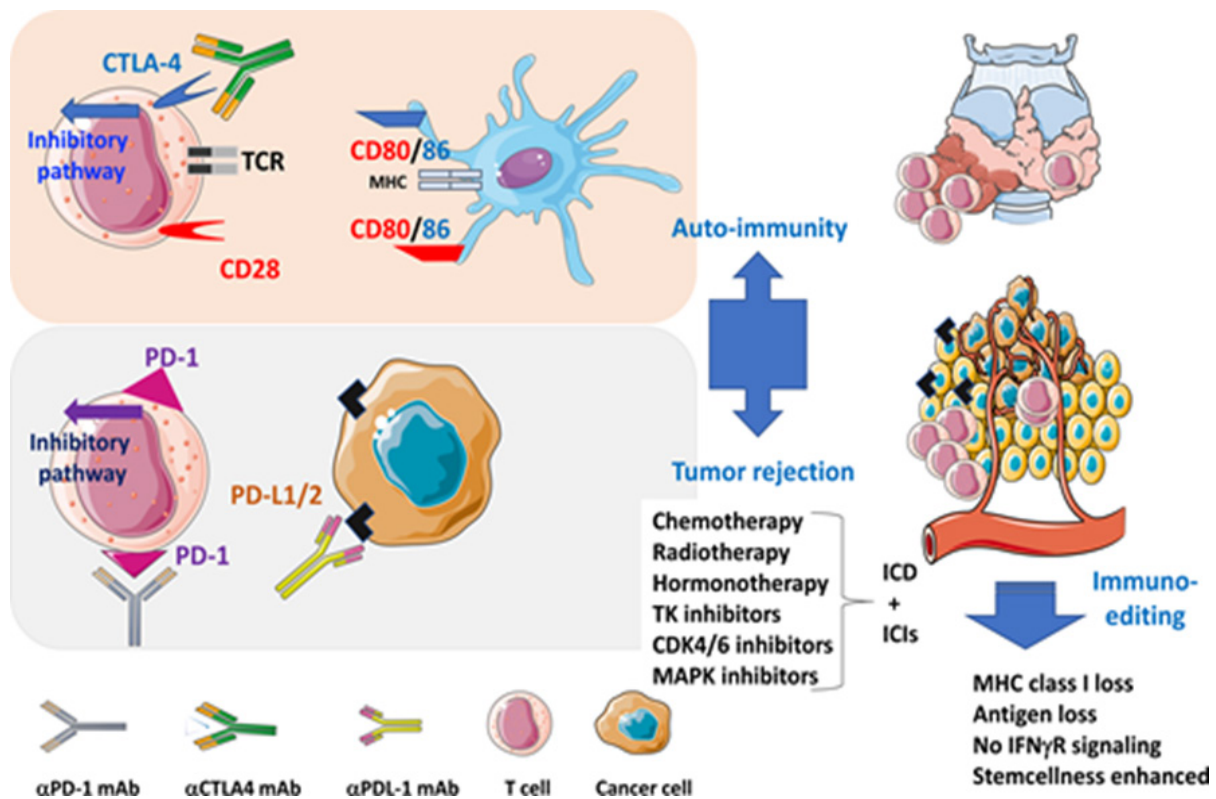 CTLA-4
Inhibitory
pathway
TCR
CD28
CD80/86
MHC
CD80/86
PD-1
Inhibitory
pathway
PD-1
PD-L1/2
Auto-immunity
Tumor rejection
Chemotherapy
Radiotherapy
Hormonotherapy
TK inhibitors
CDK4/6 inhibitors
MAPK inhibitors
ICD
+
ICIs
Immuno-
editing
MHC class I loss
Antigen loss
No IFNγR signaling
Stemcellness enhanced
αPD-1 mAb
αCTLA4 mAb
αPDL-1 mAb
T cell
Cancer cell